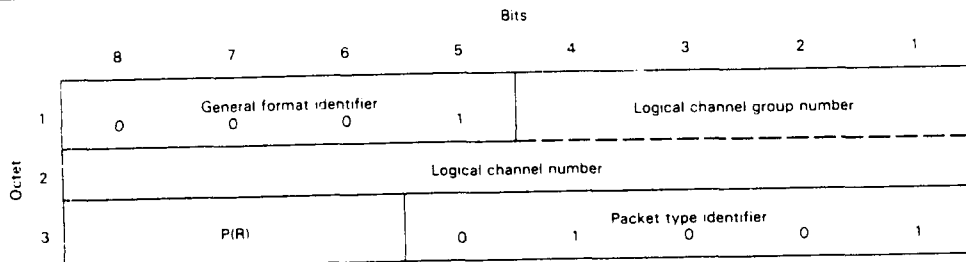 Bits
8 7 6 5 4 3 2 1
General format identifier
Logical channel group number
1
0 0 0 1
Octet
2
Logical channel number
Packet type identifier
3
P(R)
0 1 0 0 1